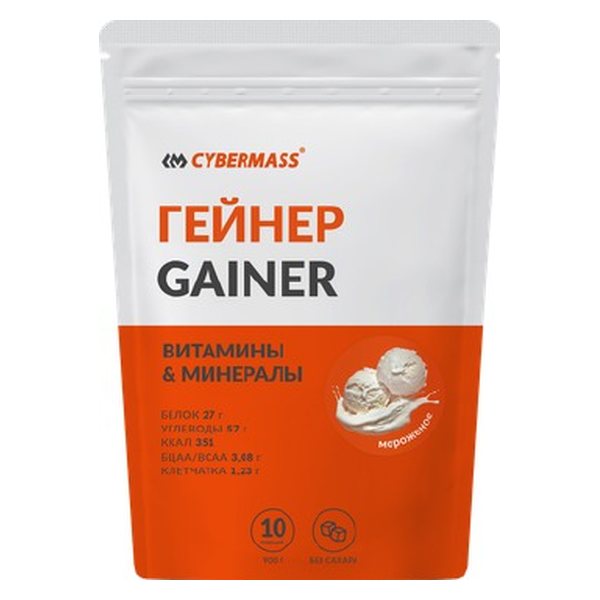 CYBERMASS®
ГЕЙНЕР
GAINER
ВИТАМИНЫ
& МИНЕРАЛЫ
БЕЛОК 27 г
УГЛЕВОДЫ 57 г
ККАЛ 351
БЦАА/BCAA 3,68 г
КЛЕТЧАТКА 1,23 г
мороженое
10
900 г
БЕЗ САХАРА